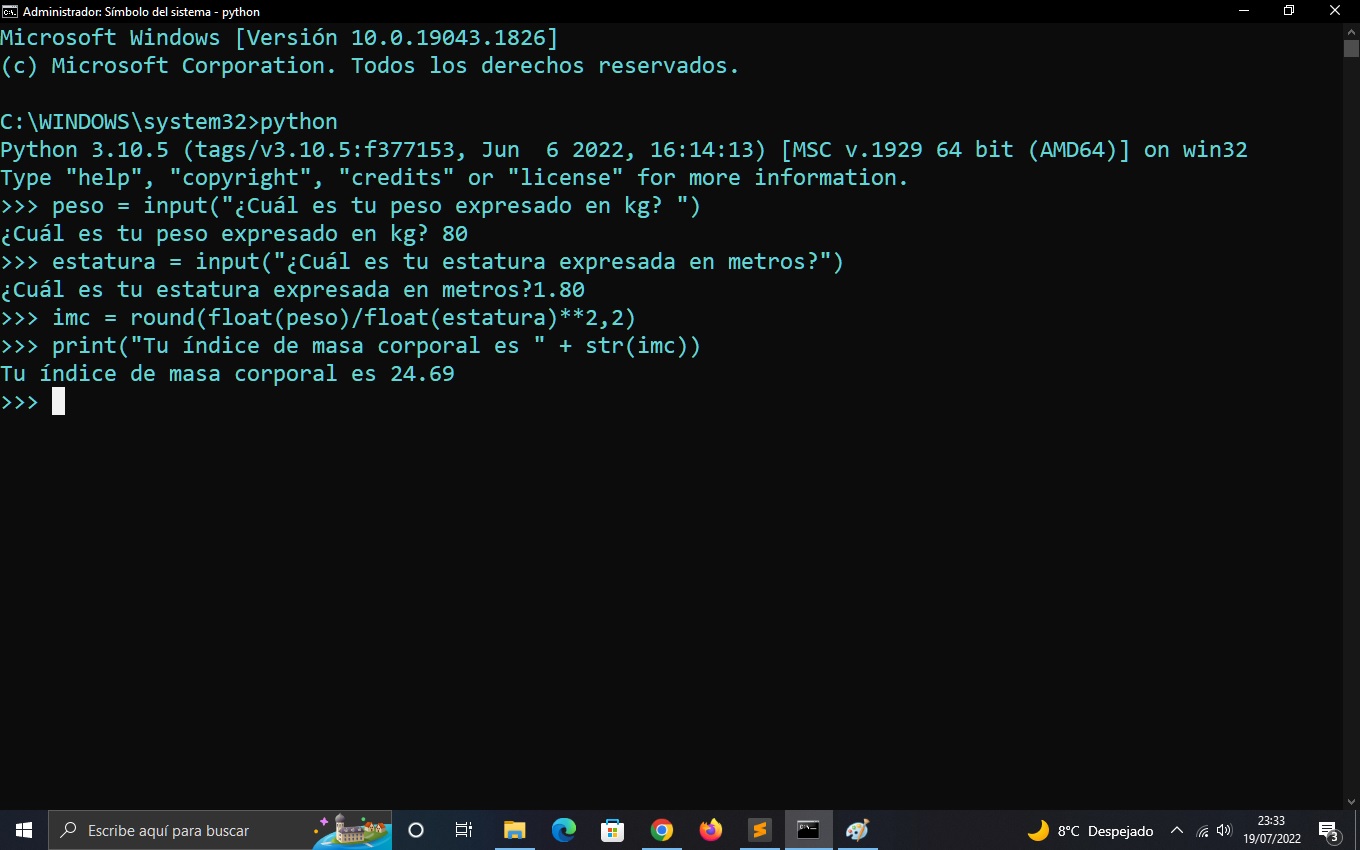 Administrador: Símbolo del sistema - python
Microsoft Windows [Versión 10.0.19043.1826]
(c) Microsoft Corporation. Todos los derechos reservados.
C:\WINDOWS\system32>python
Python 3.10.5 (tags/v3.10.5:f377153, Jun  6 2022, 16:14:13) [MSC v.1929 64 bit (AMD64)] on win32
Type "help", "copyright", "credits" or "license" for more information.
>>> peso = input("¿Cuál es tu peso expresado en kg? ")
¿Cuál es tu peso expresado en kg? 80
>>> estatura = input("¿Cuál es tu estatura expresada en metros?")
¿Cuál es tu estatura expresada en metros?1.80
>>> imc = round(float(peso)/float(estatura)**2,2)
>>> print("Tu índice de masa corporal es " + str(imc))
Tu índice de masa corporal es 24.69
>>>
Escribe aquí para buscar
8°C Despejado
23:33
19/07/2022
3